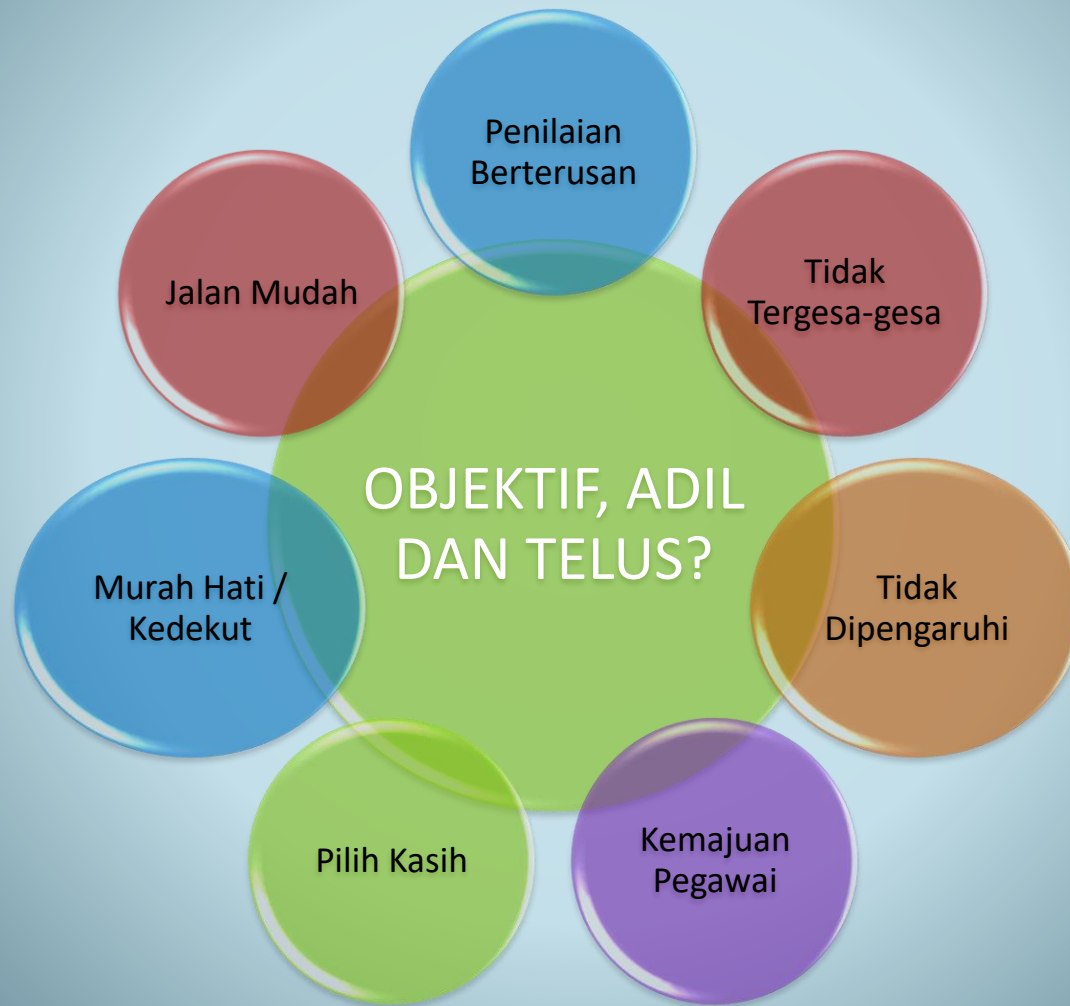 Penilaian
Berterusan
Tidak
Tergesa-gesa
Tidak
Dipengaruhi
Kemajuan
Pegawai
Pilih Kasih
Murah Hati /
Kedekut
Jalan Mudah
OBJEKTIF, ADIL
DAN TELUS?